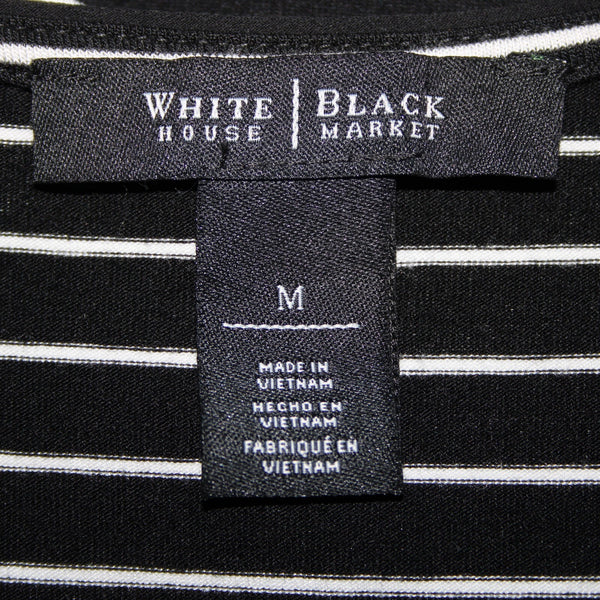 WHITE | BLACK
HOUSE | MARKET
M
MADE IN
VIETNAM
HECHO EN
VIETNAM
FABRIQUÉ EN
VIETNAM